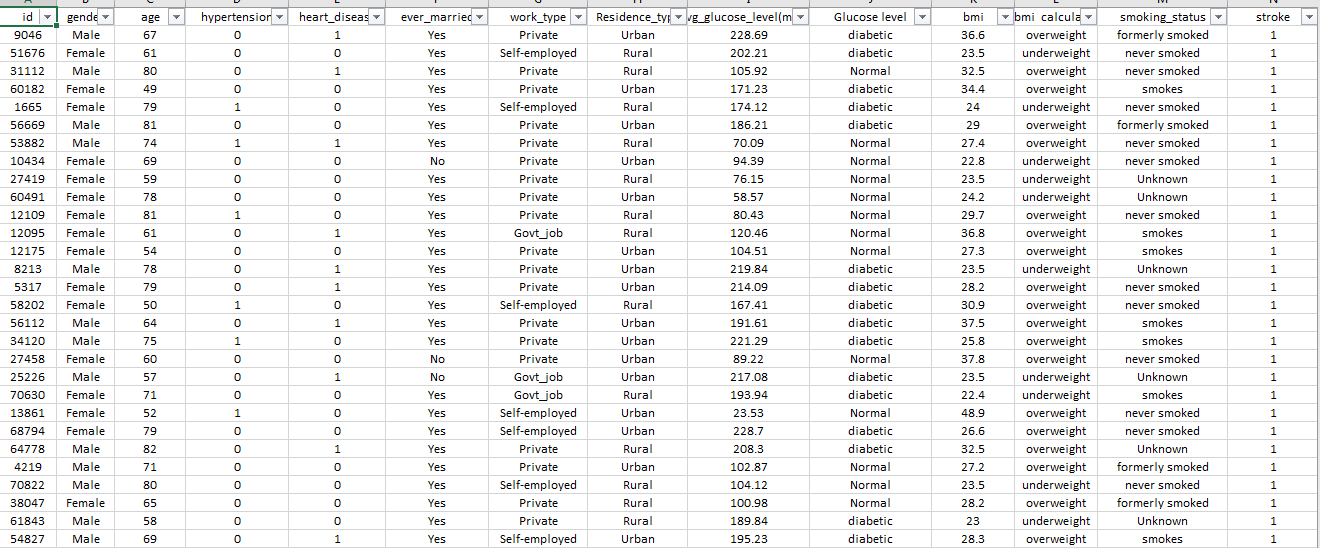 id gende age hypertension heart_diseas ever_married work_type Residence_typ vg_glucose_level(m Glucose level bmi bmi calcula smoking_status stroke
9046 Male 67 0 1 Yes Private Urban 228.69 diabetic 36.6 overweight formerly smoked 1
51676 Female 61 0 0 Yes Self-employed Rural 202.21 diabetic 23.5 underweight never smoked 1
31112 Male 80 0 1 Yes Private Rural 105.92 Normal 32.5 overweight never smoked 1
60182 Female 49 0 0 Yes Private Urban 171.23 diabetic 34.4 overweight smokes 1
1665 Female 79 1 0 Yes Self-employed Rural 174.12 diabetic 24 underweight never smoked 1
56669 Male 81 0 0 Yes Private Urban 186.21 diabetic 29 overweight formerly smoked 1
53882 Male 74 1 1 Yes Private Rural 70.09 Normal 27.4 overweight never smoked 1
10434 Female 69 0 0 No Private Urban 94.39 Normal 22.8 underweight never smoked 1
27419 Female 59 0 0 Yes Private Rural 76.15 Normal 23.5 underweight Unknown 1
60491 Female 78 0 0 Yes Private Urban 58.57 Normal 24.2 underweight Unknown 1
12109 Female 81 1 0 Yes Private Rural 80.43 Normal 29.7 overweight never smoked 1
12095 Female 61 0 1 Yes Govt_job Rural 120.46 Normal 36.8 overweight smokes 1
12175 Female 54 0 0 Yes Private Urban 104.51 Normal 27.3 overweight smokes 1
8213 Male 78 0 1 Yes Private Urban 219.84 diabetic 23.5 underweight Unknown 1
5317 Female 79 0 1 Yes Private Urban 214.09 diabetic 28.2 overweight never smoked 1
58202 Female 50 1 0 Yes Self-employed Rural 167.41 diabetic 30.9 overweight never smoked 1
56112 Male 64 0 1 Yes Private Urban 191.61 diabetic 37.5 overweight smokes 1
34120 Male 75 1 0 Yes Private Urban 221.29 diabetic 25.8 overweight smokes 1
27458 Female 60 0 0 No Private Urban 89.22 Normal 37.8 overweight never smoked 1
25226 Male 57 0 1 No Govt_job Urban 217.08 diabetic 23.5 underweight Unknown 1
70630 Female 71 0 0 Yes Govt_job Rural 193.94 diabetic 22.4 underweight smokes 1
13861 Female 52 1 0 Yes Self-employed Urban 23.53 Normal 48.9 overweight never smoked 1
68794 Female 79 0 0 Yes Self-employed Urban 228.7 diabetic 26.6 overweight never smoked 1
64778 Male 82 0 1 Yes Private Rural 208.3 diabetic 32.5 overweight Unknown 1
4219 Male 71 0 0 Yes Private Urban 102.87 Normal 27.2 overweight formerly smoked 1
70822 Male 80 0 0 Yes Self-employed Rural 104.12 Normal 23.5 underweight never smoked 1
38047 Female 65 0 0 Yes Private Rural 100.98 Normal 28.2 overweight formerly smoked 1
61843 Male 58 0 0 Yes Private Rural 189.84 diabetic 23 underweight Unknown 1
54827 Male 69 0 1 Yes Self-employed Urban 195.23 diabetic 28.3 overweight smokes 1